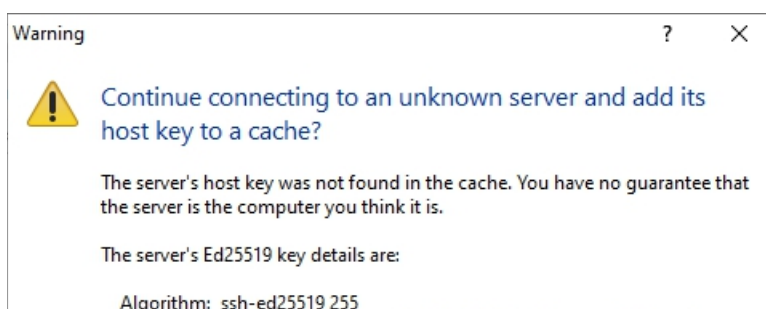 Warning
?
Continue connecting to an unknown server and add its
host key to a cache?
The server's host key was not found in the cache. You have no guarantee that
the server is the computer you think it is.
The server's Ed25519 key details are:
Algorithm: ssh-ed25519 255